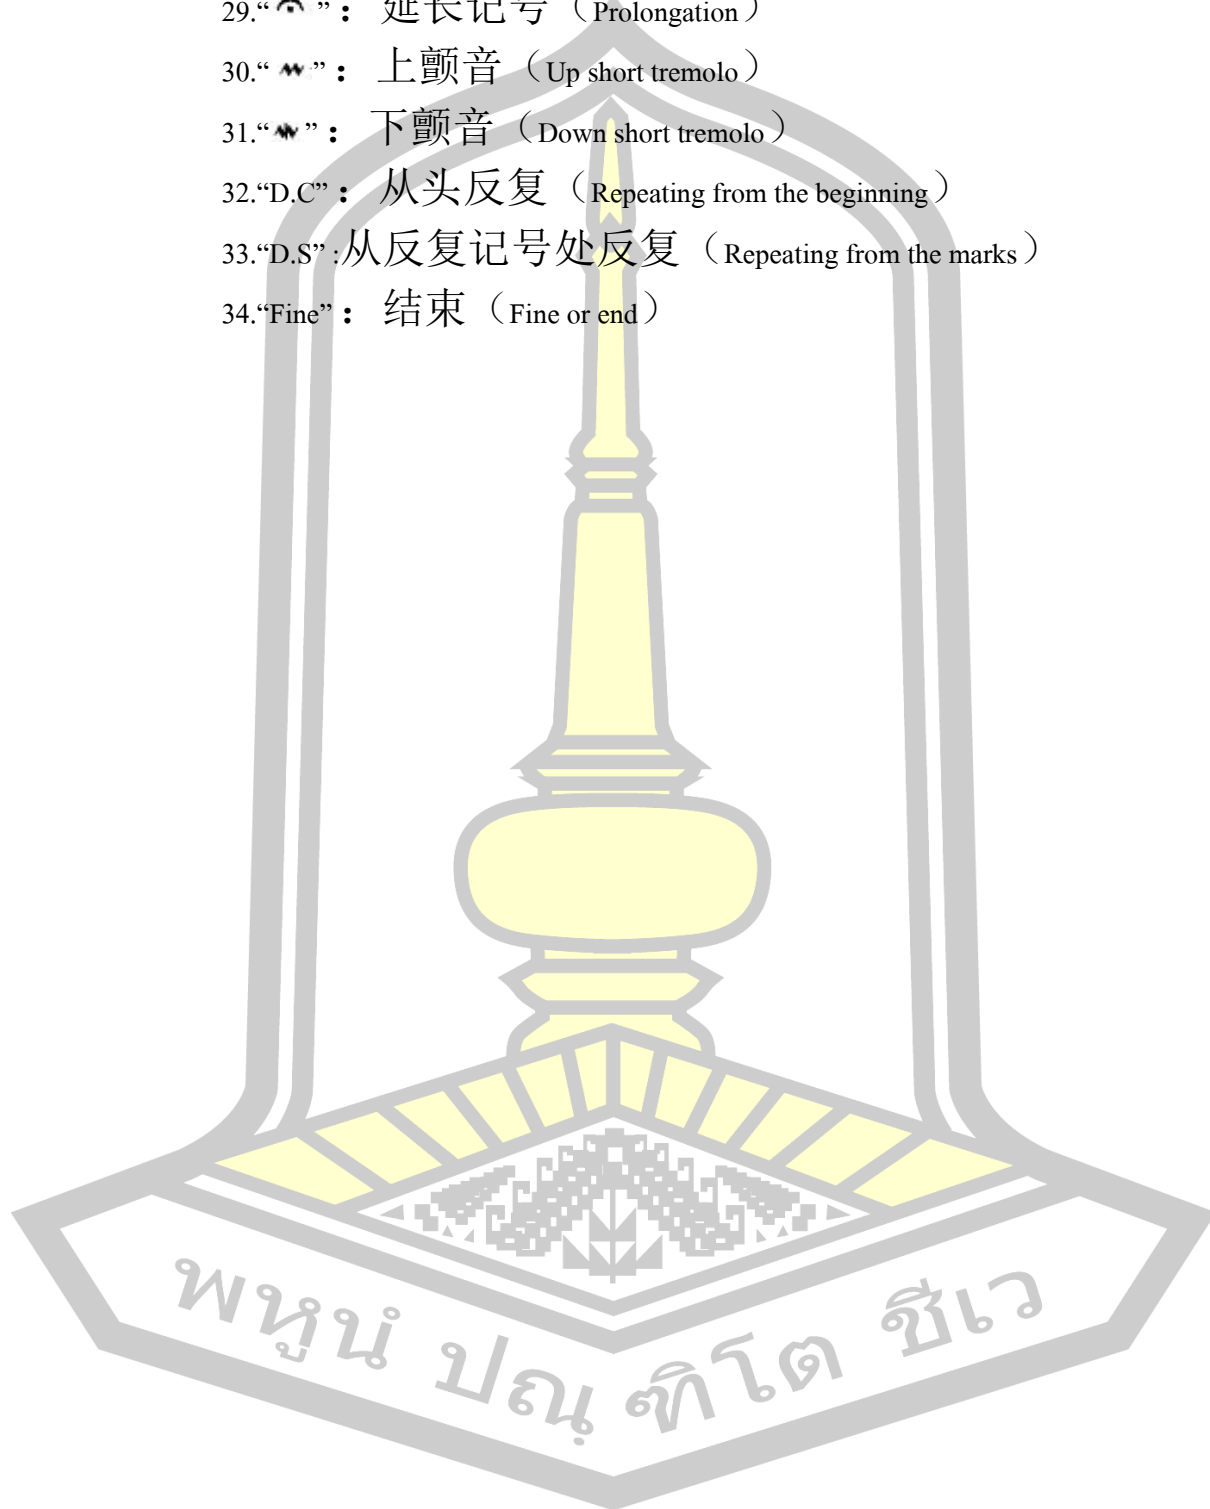 29.“𝄐”： 延长记号（Prolongation）
30.“ ”： 上颤音（Up short tremolo）
31.“ ”： 下颤音（Down short tremolo）
32.“D.C”： 从头反复（Repeating from the beginning）
33.“D.S” :从反复记号处反复（Repeating from the marks）
34.“Fine”： 结束（Fine or end）
พหูนํ ปณฺฑิโต ชีเว